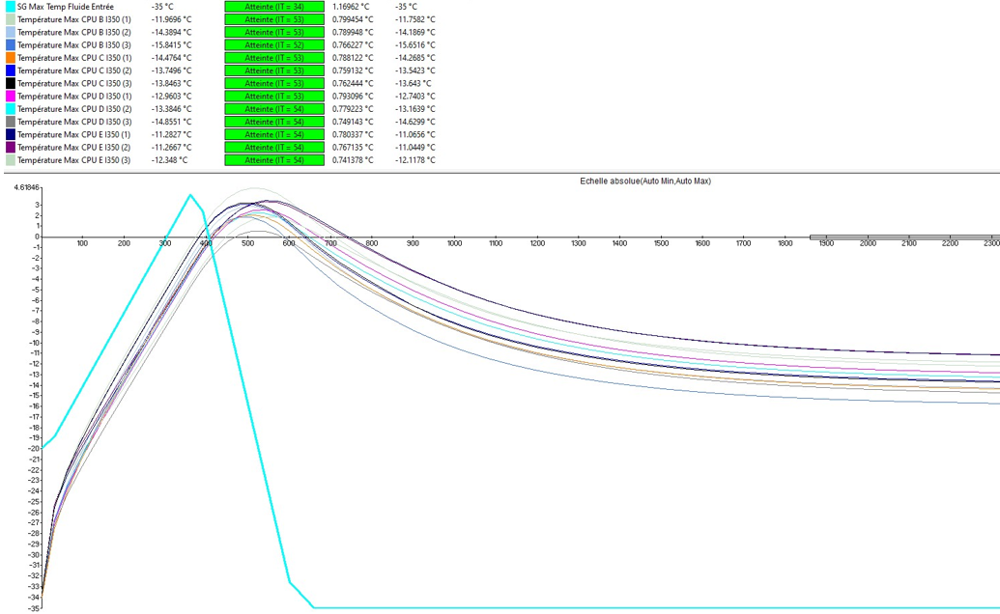 SG Max Temp Fluide Entrée -35 °C Atteinte (IT = 34) 1.16962 °C -35 °C
Température Max CPU B I350 (1) -11.9696 °C Atteinte (IT = 53) 0.799454 °C -11.7582 °C
Température Max CPU B I350 (2) -14.3894 °C Atteinte (IT = 53) 0.789948 °C -14.1869 °C
Température Max CPU B I350 (3) -15.8415 °C Atteinte (IT = 52) 0.766227 °C -15.6516 °C
Température Max CPU C I350 (1) -14.4764 °C Atteinte (IT = 53) 0.788122 °C -14.2685 °C
Température Max CPU C I350 (2) -13.7496 °C Atteinte (IT = 53) 0.759132 °C -13.5423 °C
Température Max CPU C I350 (3) -13.8463 °C Atteinte (IT = 53) 0.762444 °C -13.643 °C
Température Max CPU D I350 (1) -12.9603 °C Atteinte (IT = 53) 0.793096 °C -12.7403 °C
Température Max CPU D I350 (2) -13.3846 °C Atteinte (IT = 54) 0.779223 °C -13.1639 °C
Température Max CPU D I350 (3) -14.8551 °C Atteinte (IT = 54) 0.749143 °C -14.6299 °C
Température Max CPU E I350 (1) -11.2827 °C Atteinte (IT = 54) 0.780337 °C -11.0656 °C
Température Max CPU E I350 (2) -11.2667 °C Atteinte (IT = 54) 0.767135 °C -11.0449 °C
Température Max CPU E I350 (3) -12.348 °C Atteinte (IT = 54) 0.741378 °C -12.1178 °C
Echelle absolue(Auto Min,Auto Max)
4.61846
3
2
1
0
100 200 300 400 500 600 700 800 900 1000 1100 1200 1300 1400 1500 1600 1700 1800 1900 2000 2100 2200 2300
-1
-2
-3
-4
-5
-6
-7
-8
-9
-10
-11
-12
-13
-14
-15
-16
-17
-18
-19
-20
-21
-22
-23
-24
-25
-26
-27
-28
-29
-30
-31
-32
-33
-34
-35